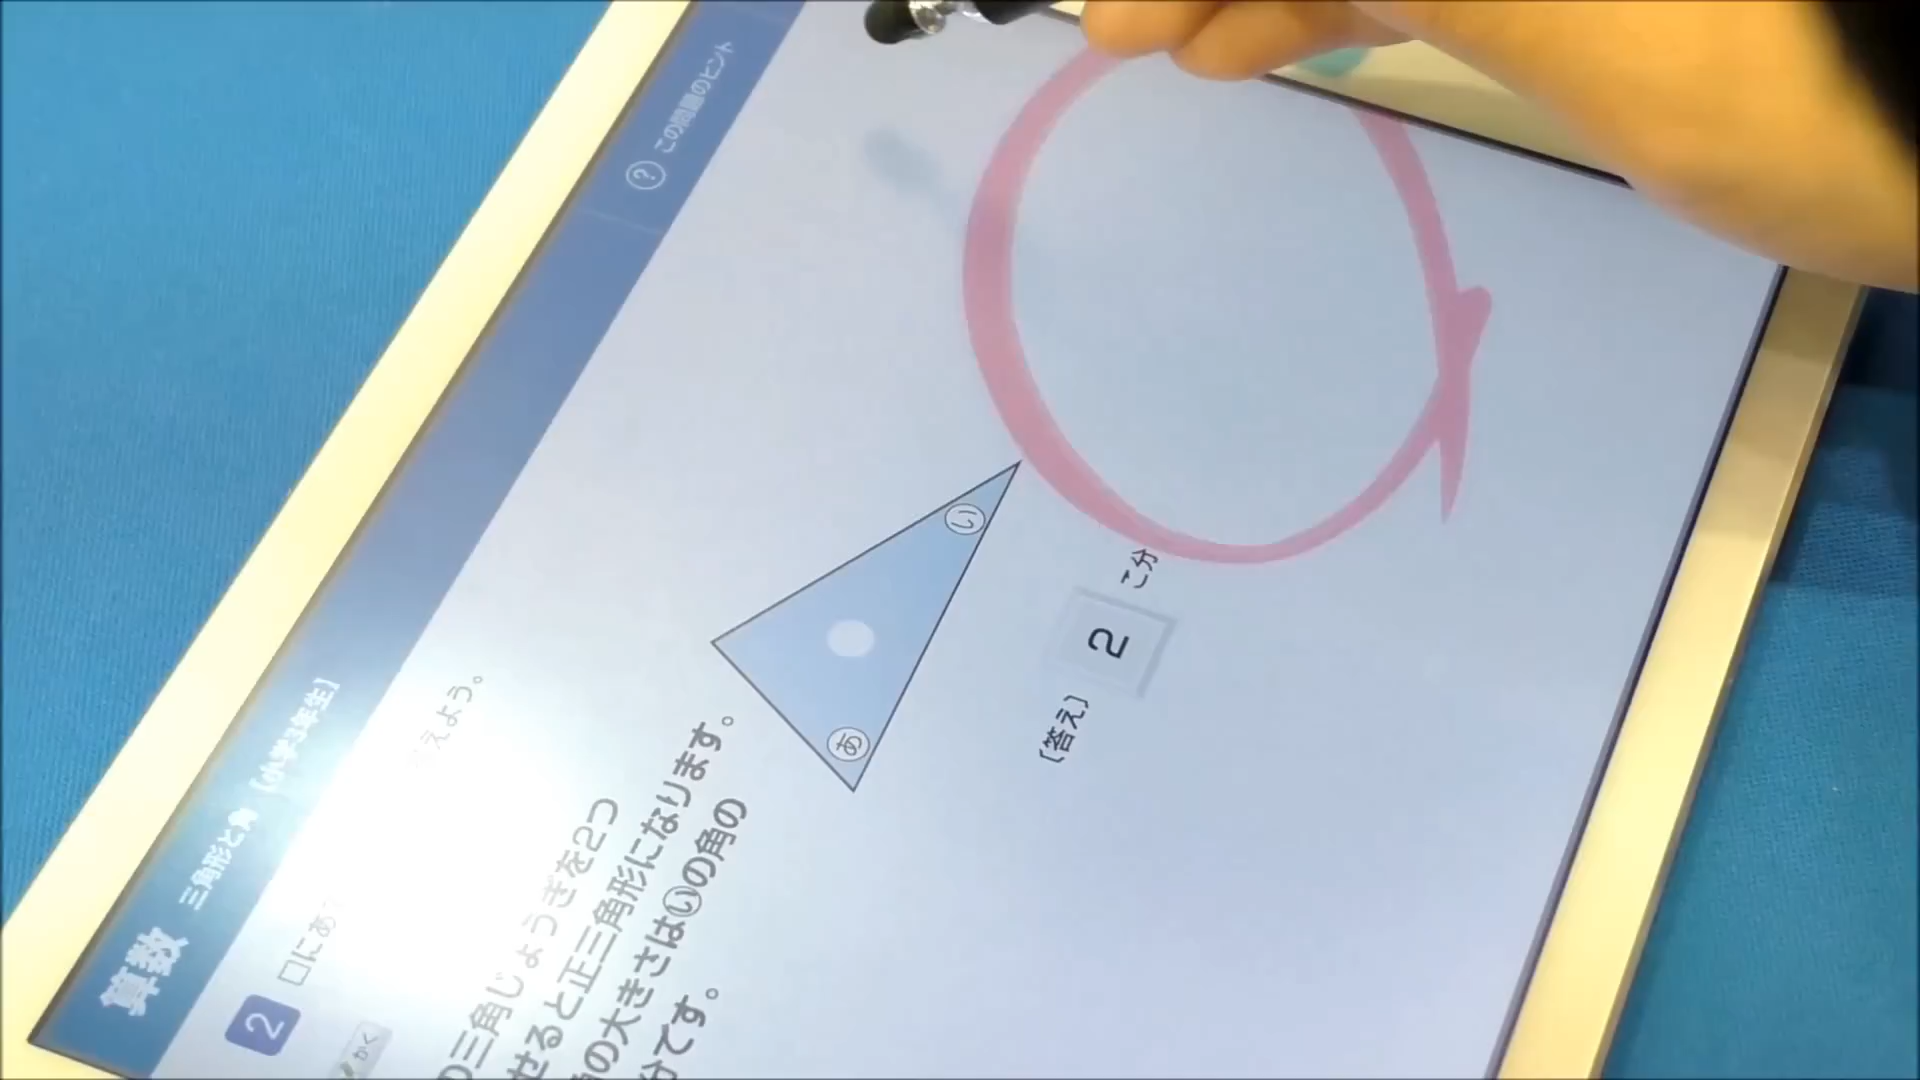 算数 三角形と角 [小学3年生]
? この問題のヒント
2 □にあ
えよう。
かく
の三角じょうぎを2つ
せると正三角形になります。
の大きさはいの角の
分です。
あ
い
[答え] 2 こ分